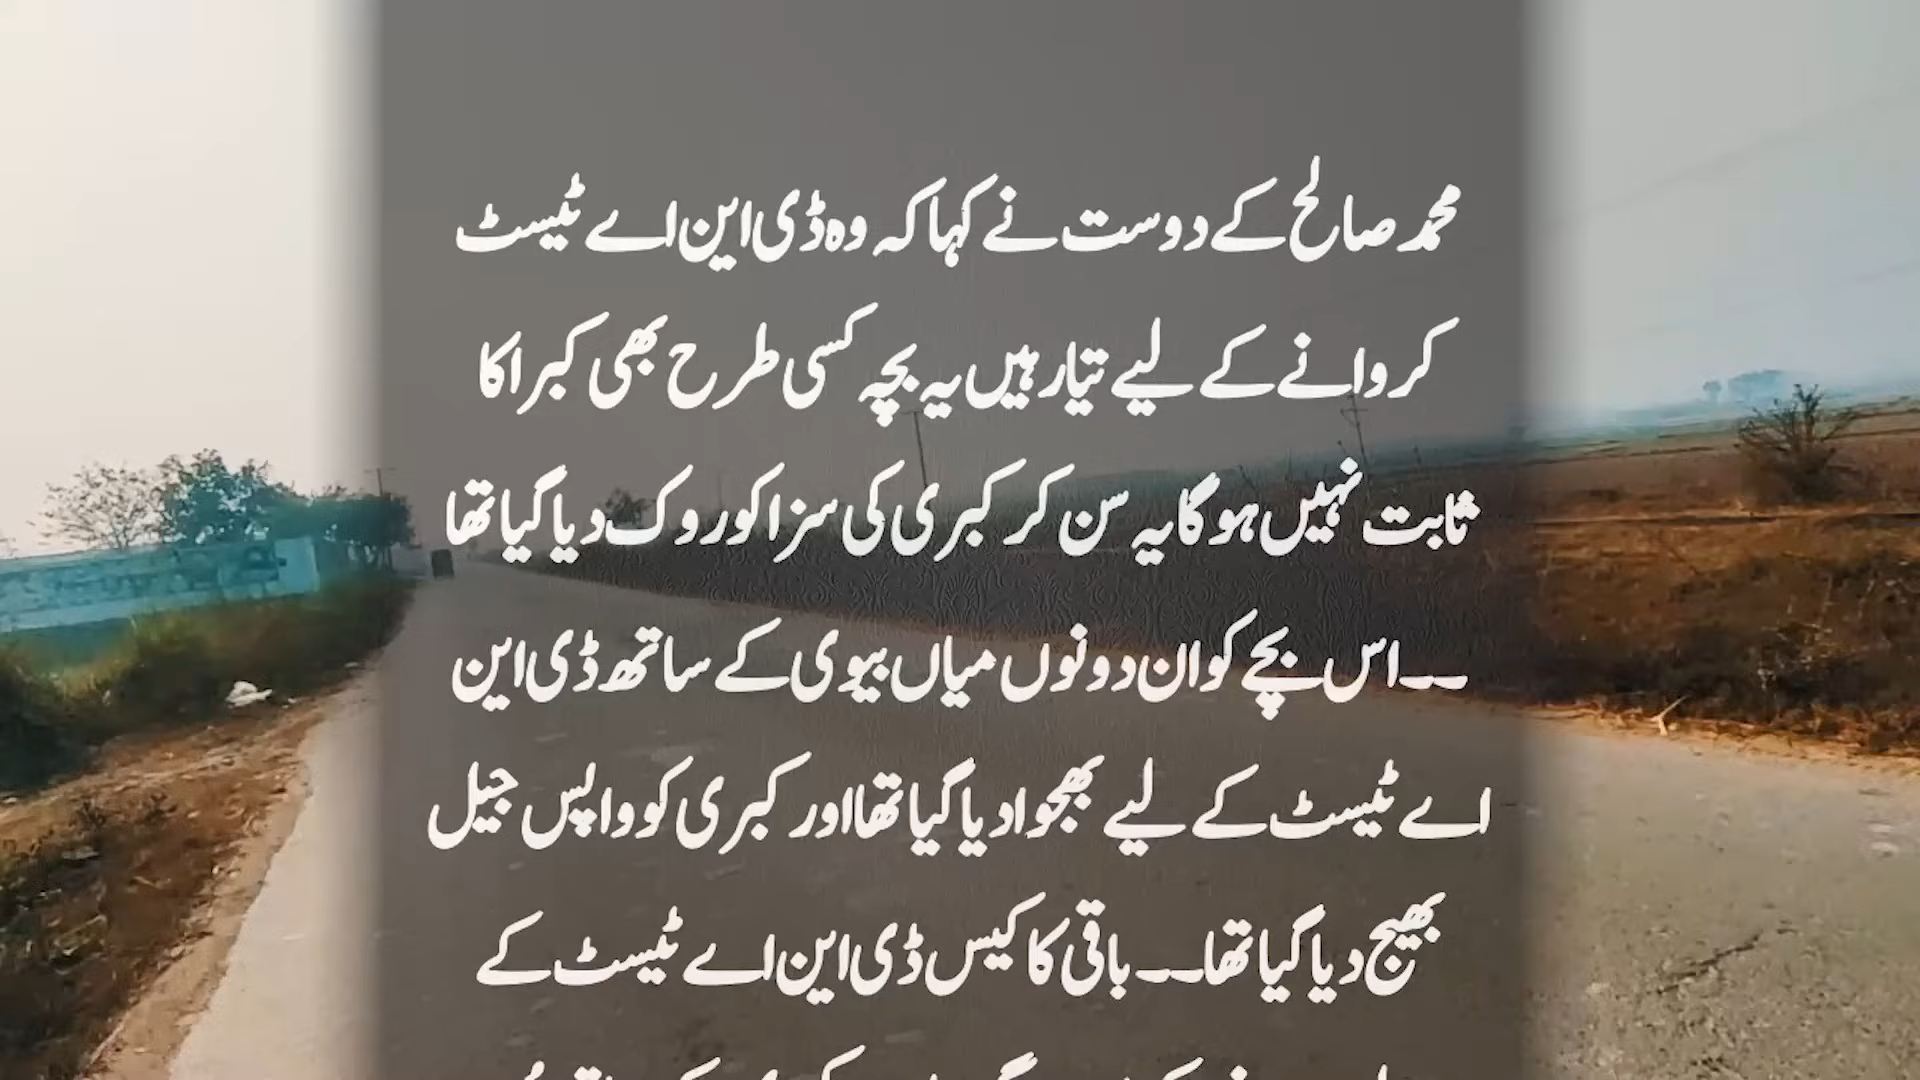 محمد صالح کے دوست نے کہا کہ وہ ڈی این اے ٹیسٹ
کروانے کے لیے تیار ہیں یہ بچہ کسی طرح بھی کبرا کا
ثابت نہیں ہوگا یہ سن کر کبری کی سزا کو روک دیا گیا تھا
۔۔اس بچے کو ان دونوں میاں بیوی کے ساتھ ڈی این
اے ٹیسٹ کے لیے بھجوا دیا گیا تھا اور کبری کو واپس جیل
بھیج دیا گیا تھا۔۔ باقی کا کیس ڈی این اے ٹیسٹ کے